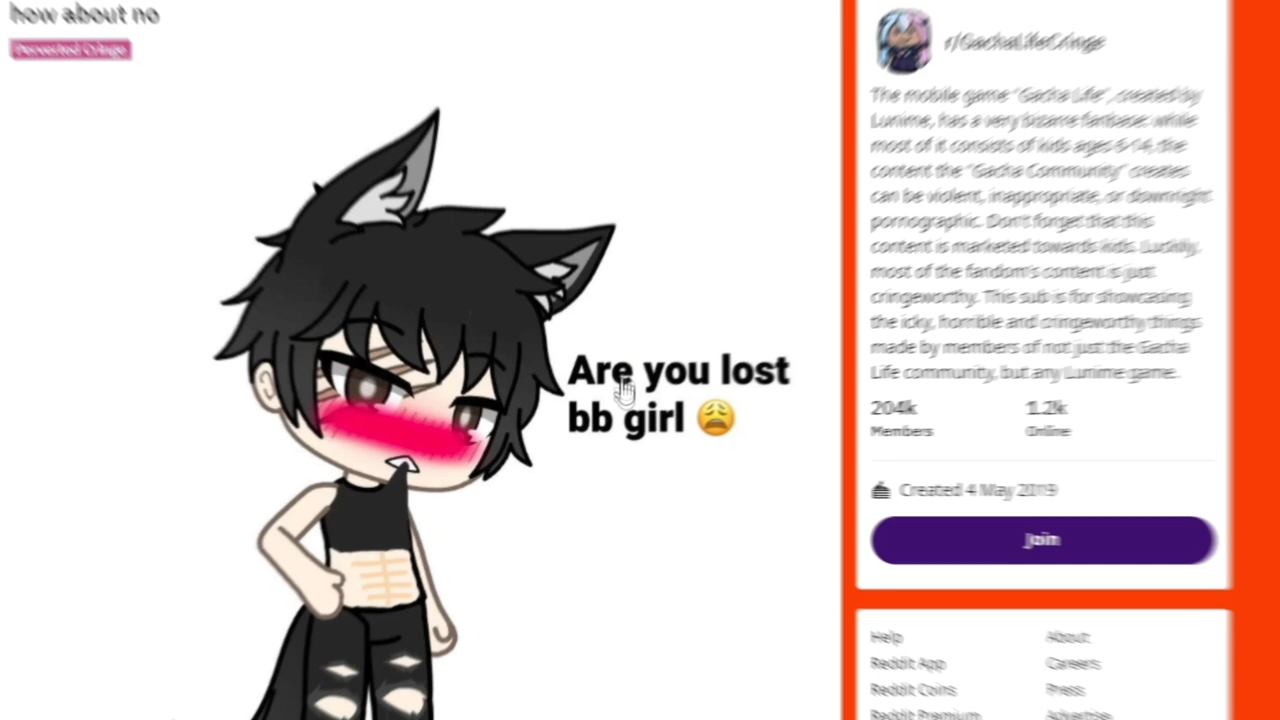 how about no
Perverted Cringe
Are you lost
bb girl 😩
r/GachaLifeCringe
The mobile game "Gacha Life", created by
Lunime, has a very bizarre fanbase: while
most of it consists of kids ages 6-14, the
content the "Gacha Community" creates
can be violent, inappropriate, or downright
pornographic. Don't forget that this
content is marketed towards kids. Luckily,
most of the fandom's content is just
cringeworthy. This sub is for showcasing
the icky, horrible and cringeworthy things
made by members of not just the Gacha
Life community, but any Lunime game.
204k 1.2k
Members Online
Created 4 May 2019
Join
Help About
Reddit App Careers
Reddit Coins Press
Reddit Premium Advertise